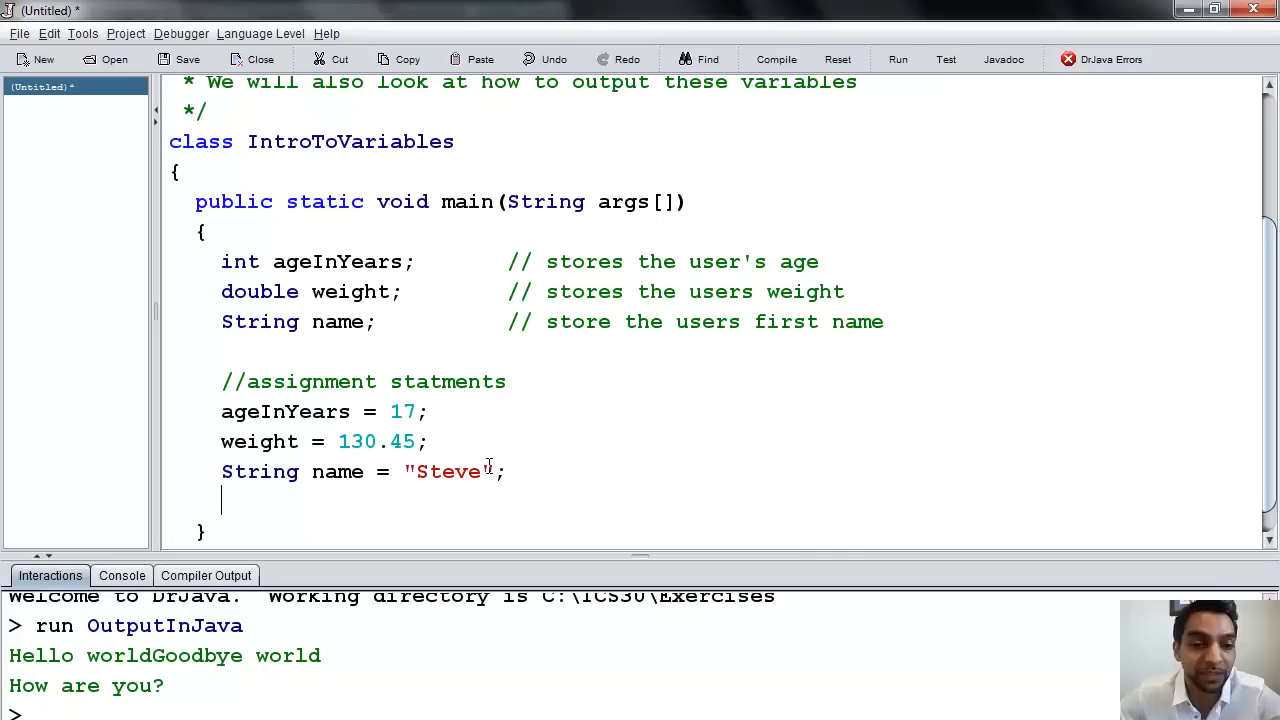 (Untitled) *
File Edit Tools Project Debugger Language Level Help
New Open Save Close Cut Copy Paste Undo Redo Find Compile Reset Run Test Javadoc DrJava Errors
(Untitled) *
* We will also look at how to output these variables
*/
class IntroToVariables
{
public static void main(String args[])
{
int ageInYears; // stores the user's age
double weight; // stores the users weight
String name; // store the users first name
//assignment statments
ageInYears = 17;
weight = 130.45;
String name = "Steve";
}
Interactions Console Compiler Output
Welcome to DrJava. Working directory is C:\ICS3U\Exercises
> run OutputInJava
Hello worldGoodbye world
How are you?
>